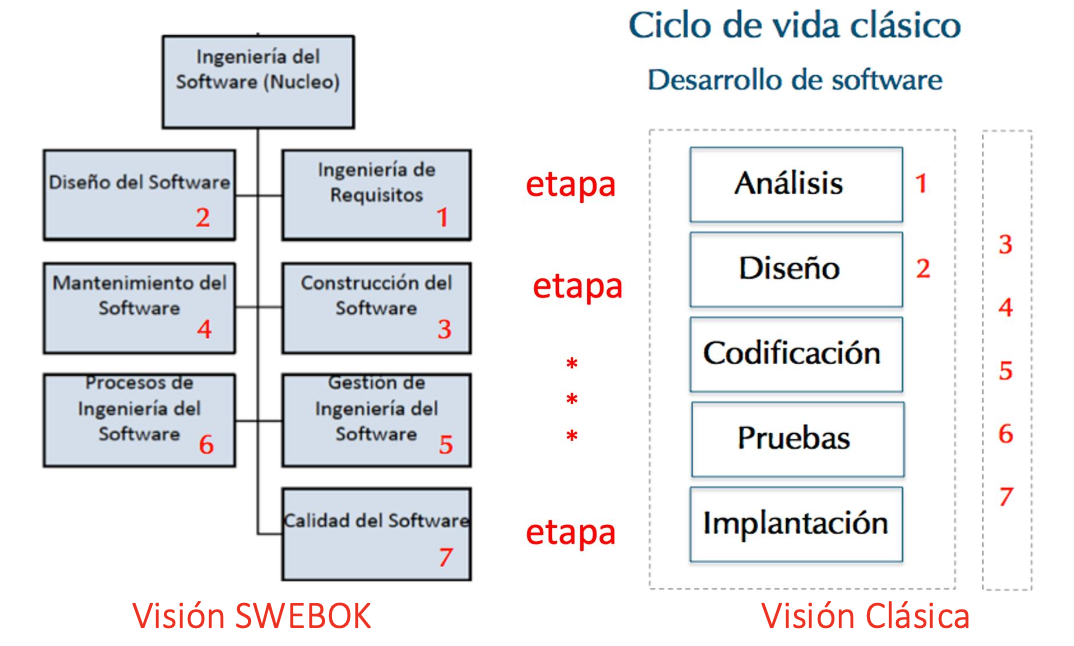 Ingeniería del
Software (Nucleo)
Diseño del Software
2
Ingeniería de
Requisitos
1
Mantenimiento del
Software
4
Construcción del
Software
3
Procesos de
Ingeniería del
Software
6
Gestión de
Ingeniería del
Software
5
Calidad del Software
7
Visión SWEBOK
etapa
etapa
*
*
*
etapa
Ciclo de vida clásico
Desarrollo de software
Análisis
1
Diseño
2
Codificación
Pruebas
Implantación
3
4
5
6
7
Visión Clásica